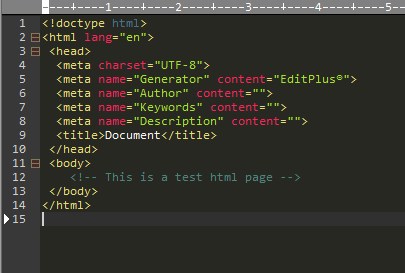 ----+----1----+----2----+----3----+----4----+----5-
1 <!doctype html>
2 <html lang="en">
3 <head>
4 <meta charset="UTF-8">
5 <meta name="Generator" content="EditPlus®">
6 <meta name="Author" content="">
7 <meta name="Keywords" content="">
8 <meta name="Description" content="">
9 <title>Document</title>
10 </head>
11 <body>
12 <!-- This is a test html page -->
13 </body>
14 </html>
15